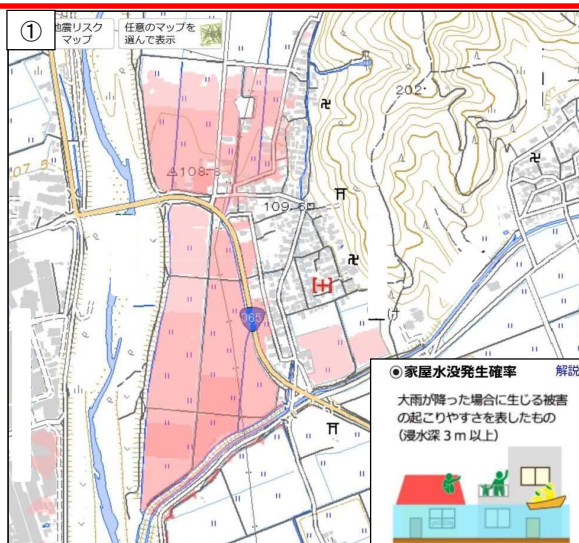 ①
地震リスク
マップ
任意のマップを
選んで表示
202
108.
109.6
365
◉家屋水没発生確率
解説
大雨が降った場合に生じる被害
の起こりやすさを表したもの
(浸水深３ｍ以上)